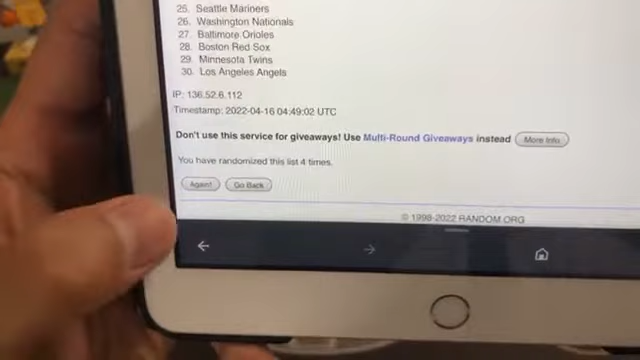 25. Seattle Mariners
26. Washington Nationals
27. Baltimore Orioles
28. Boston Red Sox
29. Minnesota Twins
30. Los Angeles Angels
IP: 136.52.6.112
Timestamp: 2022-04-16 04:49:02 UTC
Don't use this service for giveaways! Use Multi-Round Giveaways instead More Info
You have randomized this list 4 times.
Again! Go Back
© 1998-2022 RANDOM.ORG